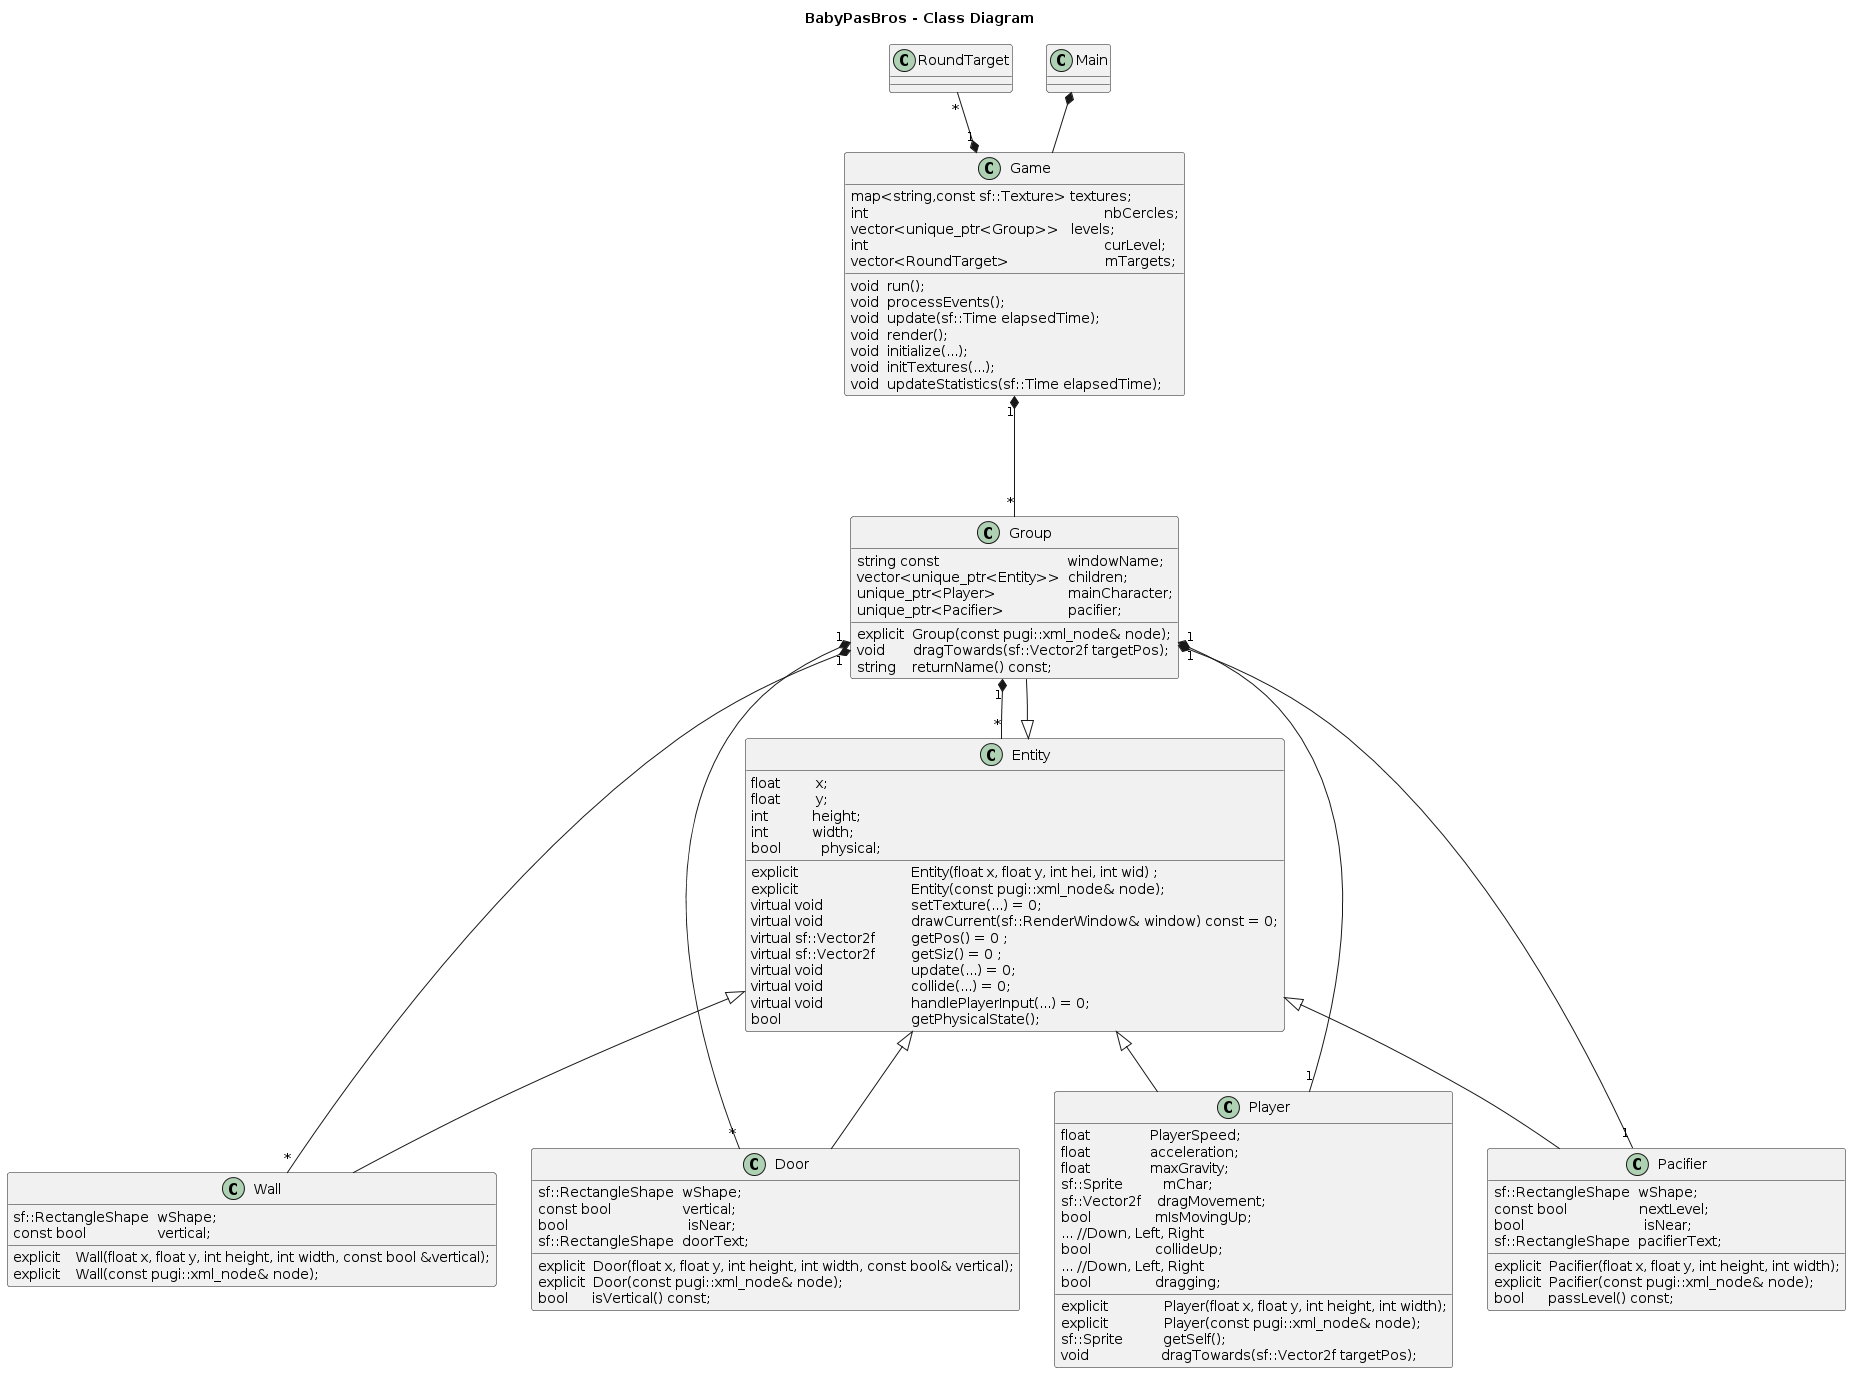 BabyPasBros - Class Diagram
C RoundTarget
C Main
*
1
C Game
map<string,const sf::Texture> textures;
int nbCercles;
vector<unique_ptr<Group>> levels;
int curLevel;
vector<RoundTarget> mTargets;
void run();
void processEvents();
void update(sf::Time elapsedTime);
void render();
void initialize(...);
void initTextures(...);
void updateStatistics(sf::Time elapsedTime);
1
*
C Group
string const windowName;
vector<unique_ptr<Entity>> children;
unique_ptr<Player> mainCharacter;
unique_ptr<Pacifier> pacifier;
explicit Group(const pugi::xml_node& node);
void dragTowards(sf::Vector2f targetPos);
string returnName() const;
1
1
1
1
1
*
C Entity
float x;
float y;
int height;
int width;
bool physical;
explicit Entity(float x, float y, int hei, int wid) ;
explicit Entity(const pugi::xml_node& node);
virtual void setTexture(...) = 0;
virtual void drawCurrent(sf::RenderWindow& window) const = 0;
virtual sf::Vector2f getPos() = 0 ;
virtual sf::Vector2f getSiz() = 0 ;
virtual void update(...) = 0;
virtual void collide(...) = 0;
virtual void handlePlayerInput(...) = 0;
bool getPhysicalState();
*
*
1
1
C Wall
sf::RectangleShape wShape;
const bool vertical;
explicit Wall(float x, float y, int height, int width, const bool &vertical);
explicit Wall(const pugi::xml_node& node);
C Door
sf::RectangleShape wShape;
const bool vertical;
bool isNear;
sf::RectangleShape doorText;
explicit Door(float x, float y, int height, int width, const bool& vertical);
explicit Door(const pugi::xml_node& node);
bool isVertical() const;
C Player
float PlayerSpeed;
float acceleration;
float maxGravity;
sf::Sprite mChar;
sf::Vector2f dragMovement;
bool mIsMovingUp;
... //Down, Left, Right
bool collideUp;
... //Down, Left, Right
bool dragging;
explicit Player(float x, float y, int height, int width);
explicit Player(const pugi::xml_node& node);
sf::Sprite getSelf();
void dragTowards(sf::Vector2f targetPos);
C Pacifier
sf::RectangleShape wShape;
const bool nextLevel;
bool isNear;
sf::RectangleShape pacifierText;
explicit Pacifier(float x, float y, int height, int width);
explicit Pacifier(const pugi::xml_node& node);
bool passLevel() const;